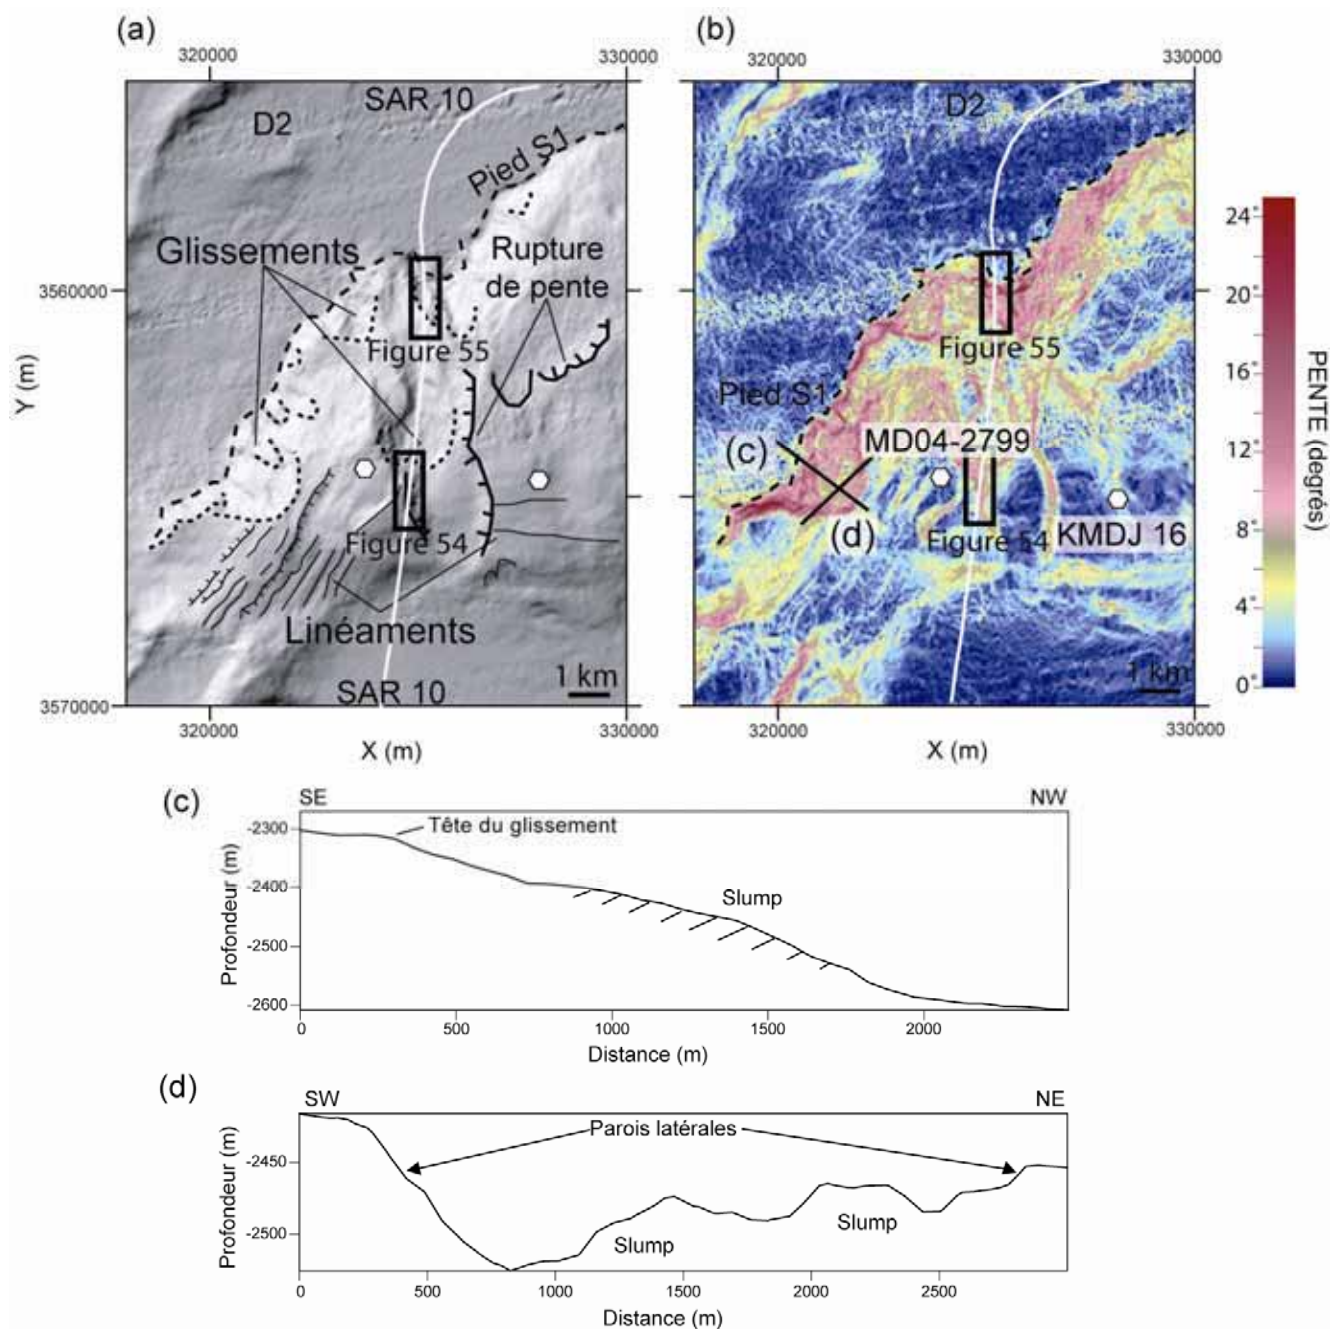 (a)
320000
330000
SAR 10
D2
Pied S1
Glissements
Rupture
de pente
3560000
Figure 55
Figure 54
Linéaments
1 km
SAR 10
3570000
320000
330000
X (m)
Y (m)
(b)
320000
330000
D2
Figure 55
Pied S1
MD04-2799
(c)
(d)
Figure 54
KMDJ 16
1 km
320000
330000
X (m)
24°
20°
16°
12°
8°
4°
0°
PENTE (degrés)
(c)
SE
NW
Tête du glissement
Slump
-2300
-2400
-2500
-2600
Profondeur (m)
0
500
1000
1500
2000
Distance (m)
(d)
SW
NE
Parois latérales
-2450
-2500
Slump
Slump
Profondeur (m)
0
500
1000
1500
2000
2500
Distance (m)